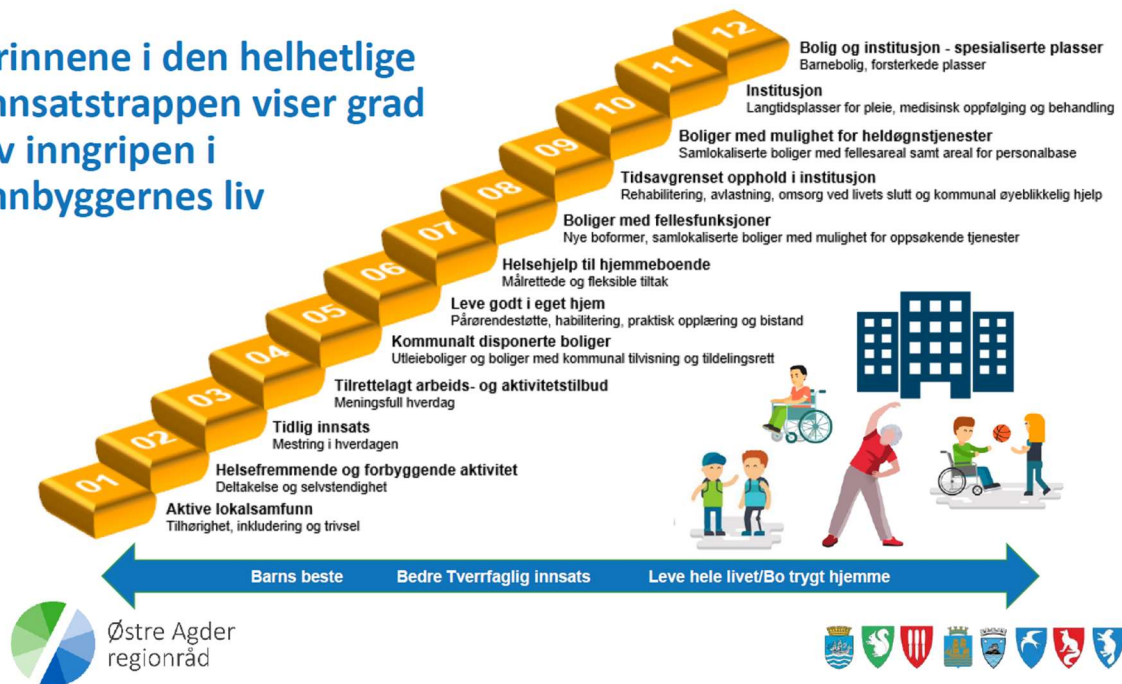 rinnene i den helhetlige
nnsatstrappen viser grad
v inngripen i
nnbyggernes liv
12
Bolig og institusjon - spesialiserte plasser
Barnebolig, forsterkede plasser
11
Institusjon
Langtidsplasser for pleie, medisinsk oppfølging og behandling
10
Boliger med mulighet for heldøgnstjenester
Samlokaliserte boliger med fellesareal samt areal for personalbase
09
Tidsavgrenset opphold i institusjon
Rehabilitering, avlastning, omsorg ved livets slutt og kommunal øyeblikkelig hjelp
08
Boliger med fellesfunksjoner
Nye boformer, samlokaliserte boliger med mulighet for oppsøkende tjenester
07
Helsehjelp til hjemmeboende
Målrettede og fleksible tiltak
06
Leve godt i eget hjem
Pårørendestøtte, habilitering, praktisk opplæring og bistand
05
Kommunalt disponerte boliger
Utleieboliger og boliger med kommunal tilvisning og tildelingsrett
04
Tilrettelagt arbeids- og aktivitetstilbud
Meningsfull hverdag
03
Tidlig innsats
Mestring i hverdagen
02
Helsefremmende og forbyggende aktivitet
Deltakelse og selvstendighet
01
Aktive lokalsamfunn
Tilhørighet, inkludering og trivsel
Barns beste Bedre Tverrfaglig innsats Leve hele livet/Bo trygt hjemme
Østre Agder
regionråd